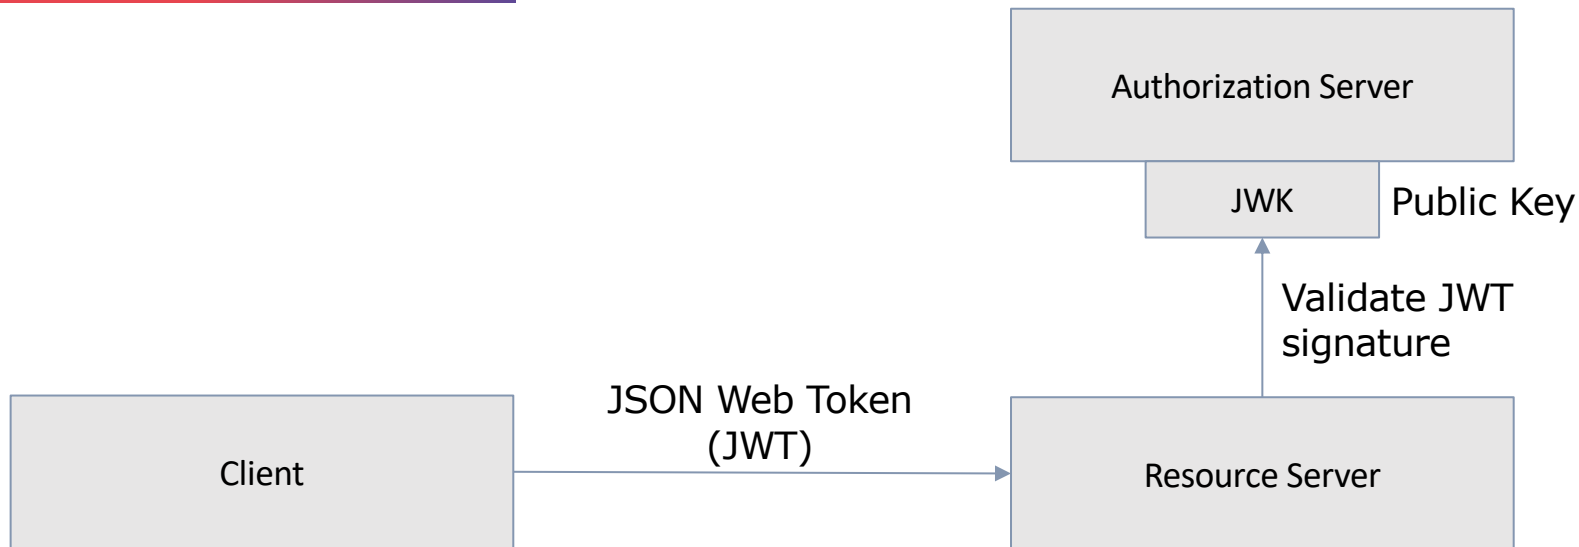 Authorization Server
JWK
Public Key
Validate JWT
signature
JSON Web Token
(JWT)
Client
Resource Server